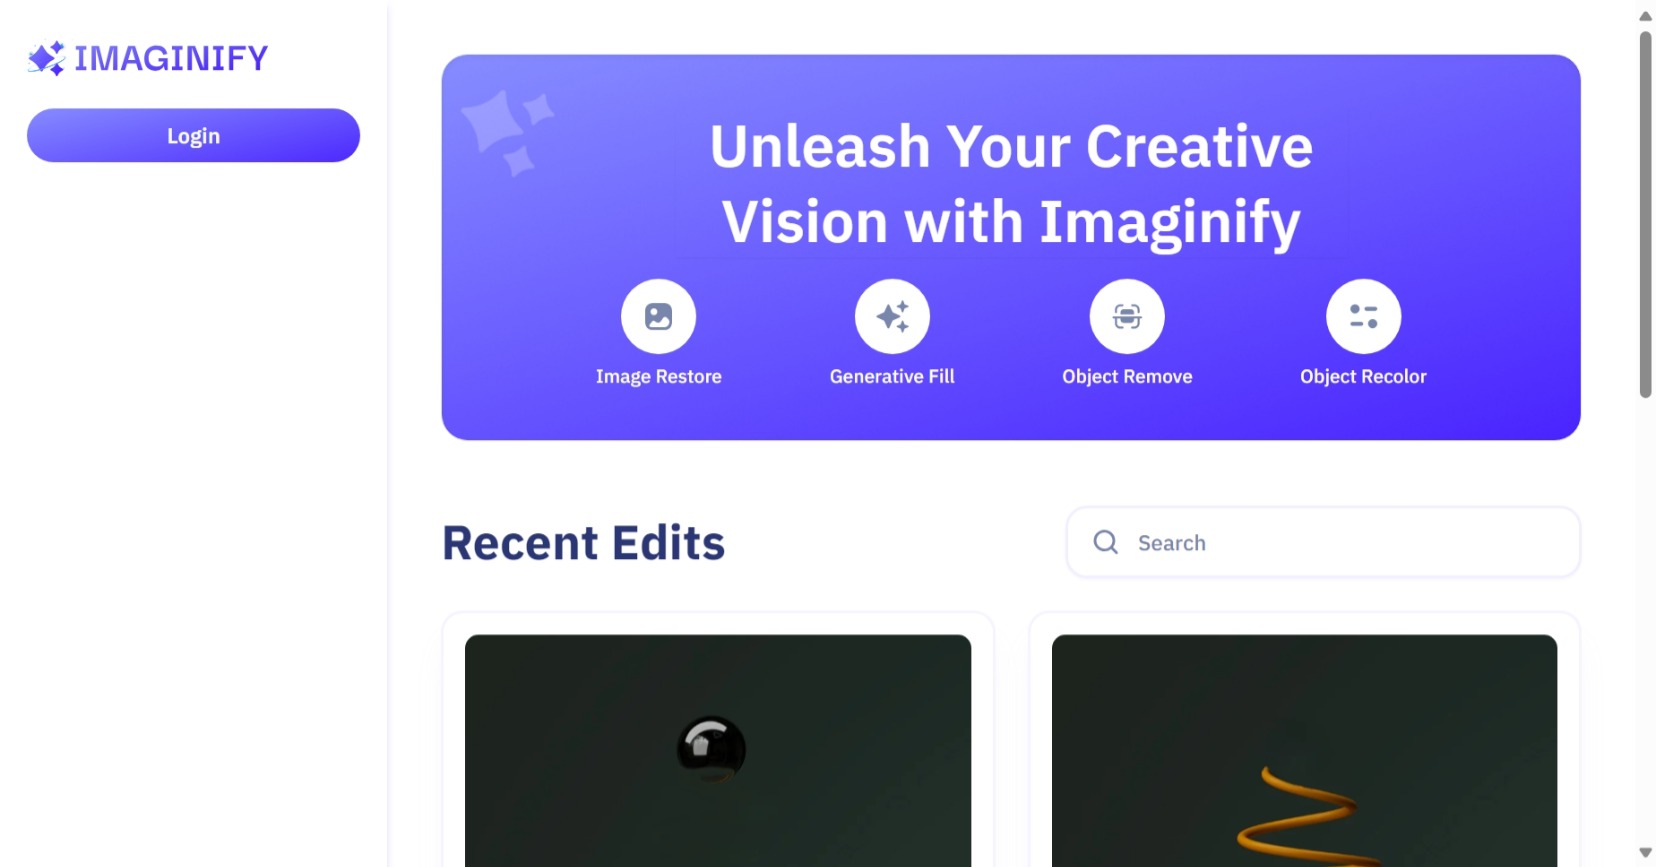 IMAGINIFY
Login
Unleash Your Creative
Vision with Imaginify
Image Restore
Generative Fill
Object Remove
Object Recolor
Recent Edits
Search